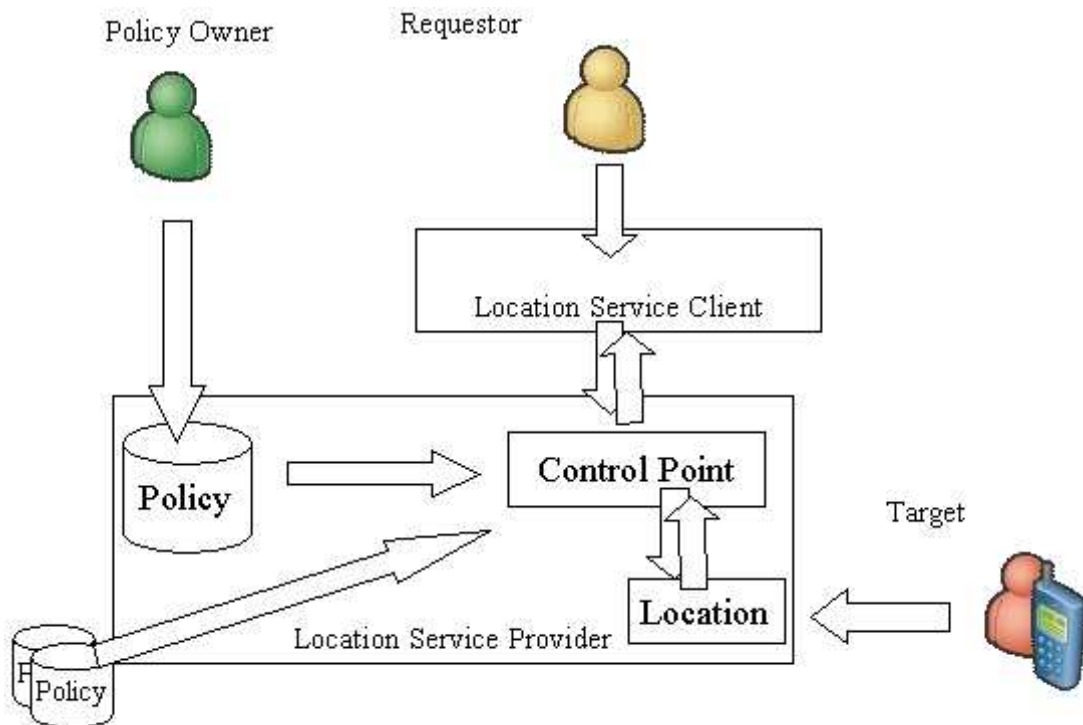 Policy Owner
Requestor
Location Service Client
Policy
Control Point
Target
Location
Location Service Provider
Policy